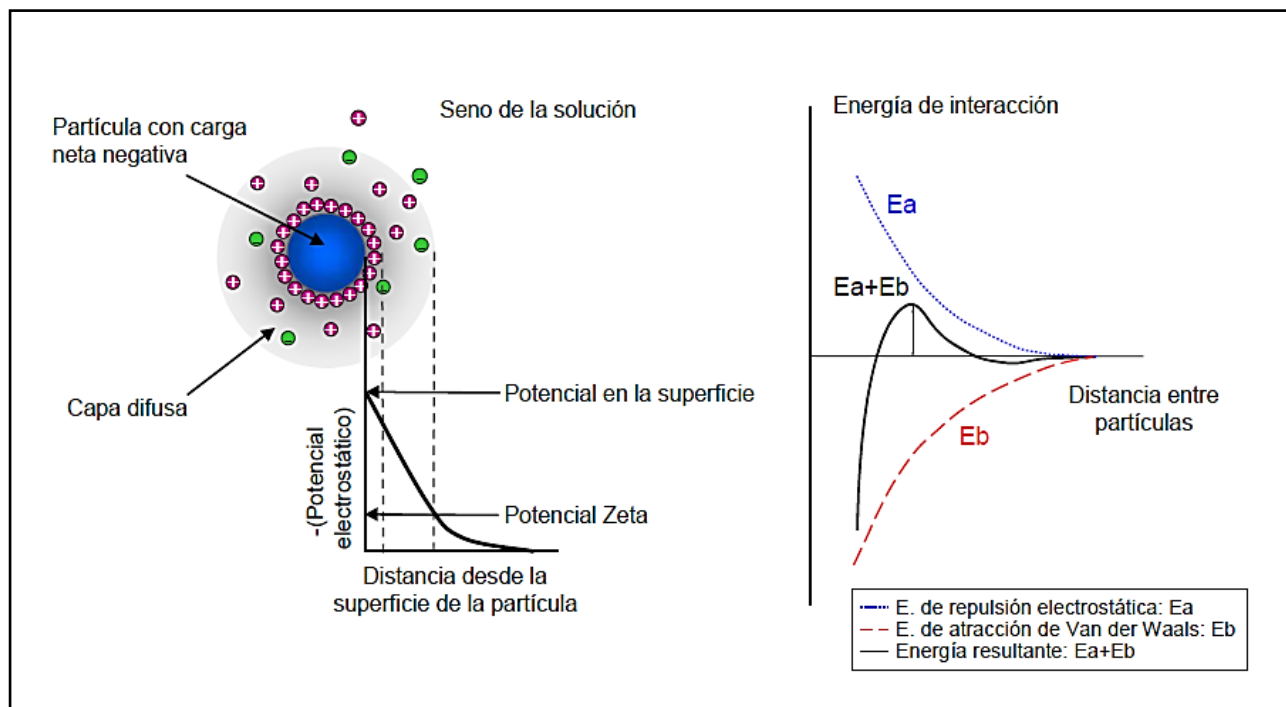 Seno de la solución
Partícula con carga
neta negativa
Capa difusa
Potencial en la superficie
-(Potencial
electrostático)
Potencial Zeta
Distancia desde la
superficie de la partícula
Energía de interacción
Ea
Ea+Eb
Eb
Distancia entre
partículas
E. de repulsión electrostática: Ea
E. de atracción de Van der Waals: Eb
Energía resultante: Ea+Eb